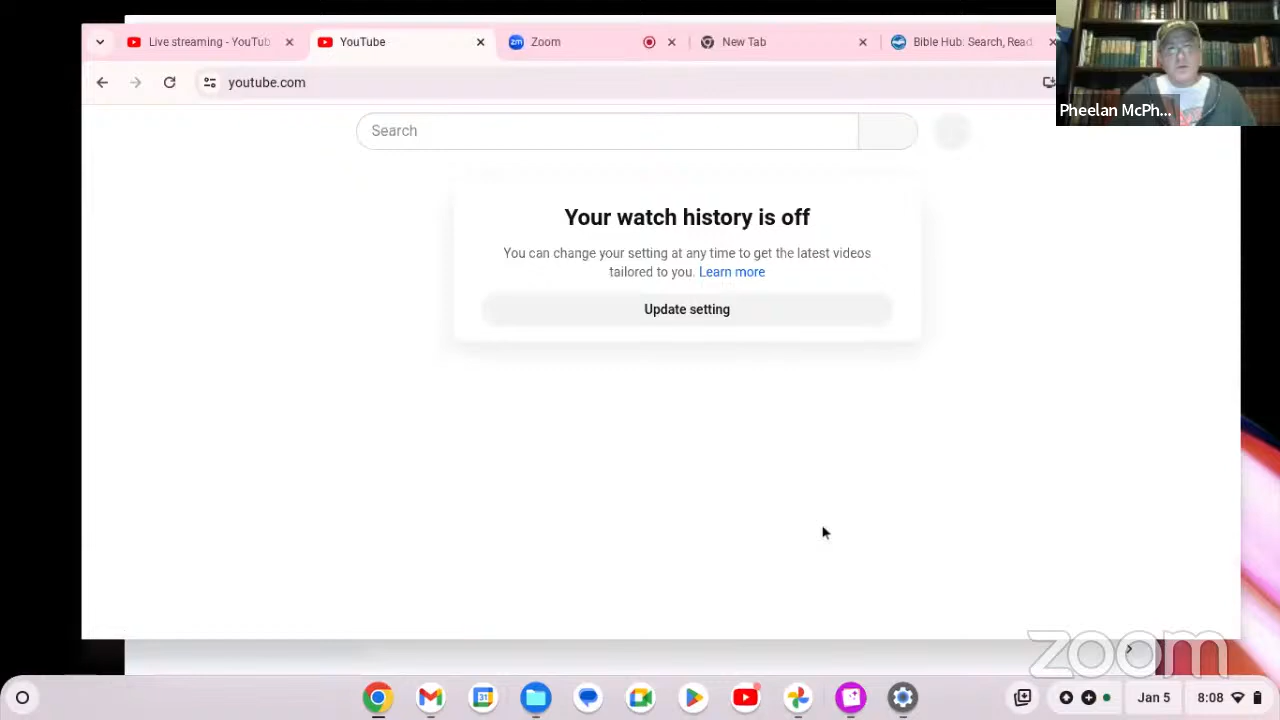 Live streaming - YouTub
YouTube
zm Zoom
New Tab
Bible Hub: Search, Read
youtube.com
Pheelan McPh...
Search
Your watch history is off
You can change your setting at any time to get the latest videos
tailored to you. Learn more
Update setting
zoom
31
Jan 5
8:08